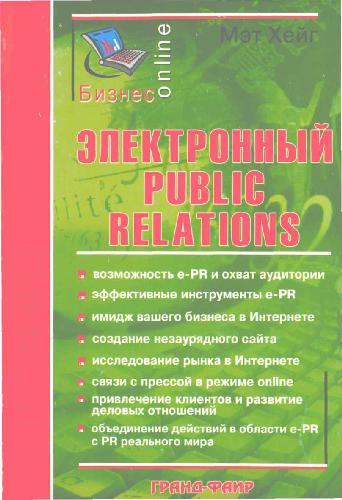 Мэт Хейг
Бизнес online
ЭЛЕКТРОННЫЙ
PUBLIC
RELATIONS
возможность e-PR и охват аудитории
эффективные инструменты e-PR
имидж вашего бизнеса в Интернете
создание незаурядного сайта
исследование рынка в Интернете
связи с прессой в режиме online
привлечение клиентов и развитие
деловых отношений
объединение действий в области e-PR
с PR реального мира
ГРАНД-ФАИР